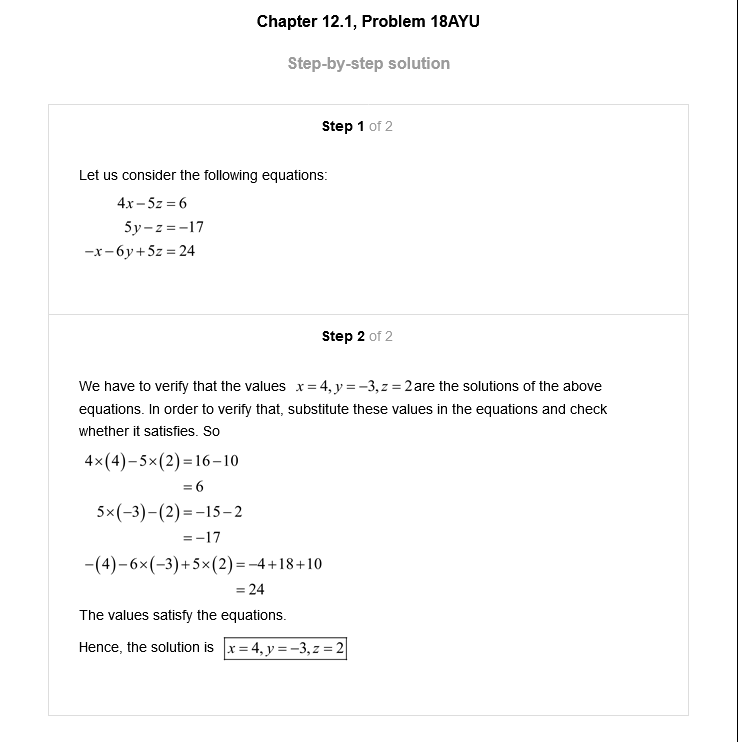 Chapter 12.1, Problem 18AYU
Step-by-step solution
Step 1 of 2
Let us consider the following equations:
4x−5z=6
5y−z=−17
−x−6y+5z=24
Step 2 of 2
We have to verify that the values x=4, y=−3, z=2 are the solutions of the above
equations. In order to verify that, substitute these values in the equations and check
whether it satisfies. So
4×(4)−5×(2)=16−10
=6
5×(−3)−(2)=−15−2
=−17
−(4)−6×(−3)+5×(2)=−4+18+10
=24
The values satisfy the equations.
Hence, the solution is x=4, y=−3, z=2